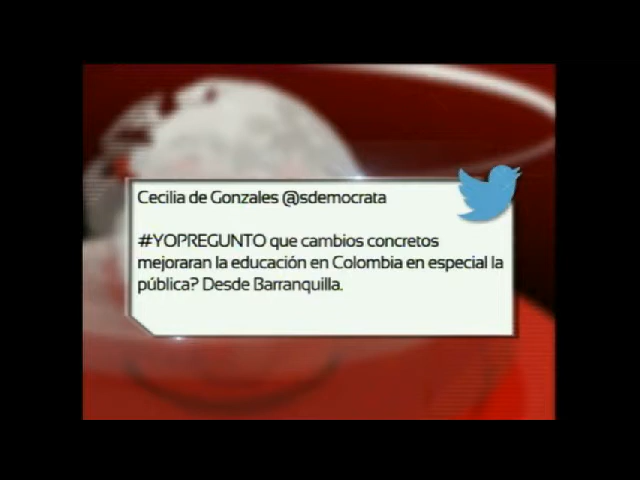 Cecilia de Gonzales @sdemocrata
#YOPREGUNTO que cambios concretos
mejoraran la educación en Colombia en especial la
pública? Desde Barranquilla.